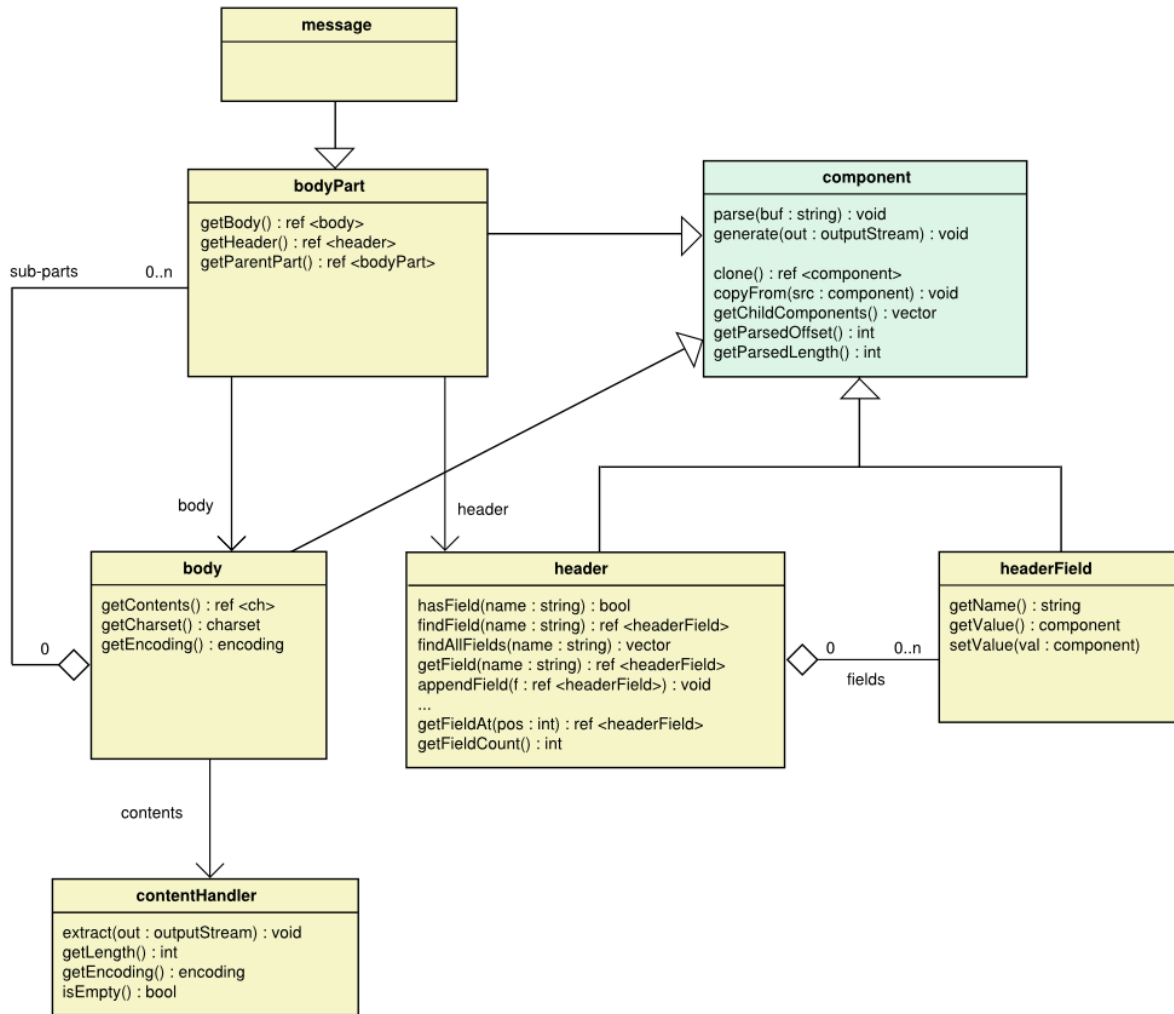 message
bodyPart
getBody() : ref <body>
getHeader() : ref <header>
getParentPart() : ref <bodyPart>
component
parse(buf : string) : void
generate(out : outputStream) : void
clone() : ref <component>
copyFrom(src : component) : void
getChildComponents() : vector
getParsedOffset() : int
getParsedLength() : int
sub-parts
0..n
body
header
body
getContents() : ref <ch>
getCharset() : charset
getEncoding() : encoding
0
header
hasField(name : string) : bool
findField(name : string) : ref <headerField>
findAllFields(name : string) : vector
getField(name : string) : ref <headerField>
appendField(f : ref <headerField>) : void
...
getFieldAt(pos : int) : ref <headerField>
getFieldCount() : int
0
0..n
fields
headerField
getName() : string
getValue() : component
setValue(val : component)
contents
contentHandler
extract(out : outputStream) : void
getLength() : int
getEncoding() : encoding
isEmpty() : bool